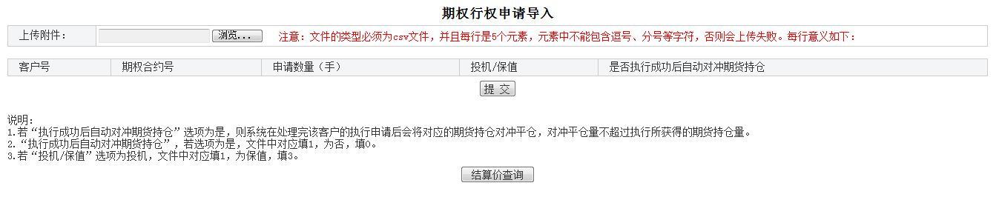 期权行权申请导入
上传附件： 浏览... 注意：文件的类型必须为csv文件，并且每行是5个元素，元素中不能包含逗号、分号等字符，否则会上传失败。每行意义如下：
客户号 期权合约号 申请数量（手） 投机/保值 是否执行成功后自动对冲期货持仓
提 交
说明：
1.若“执行成功后自动对冲期货持仓”选项为是，则系统在处理完该客户的执行申请后会将对应的期货持仓对冲平仓，对冲平仓量不超过执行所获得的期货持仓量。
2.“执行成功后自动对冲期货持仓”，若选项为是，文件中对应填1，为否，填0。
3.若“投机/保值”选项为投机，文件中对应填1，为保值，填3。
结算价查询